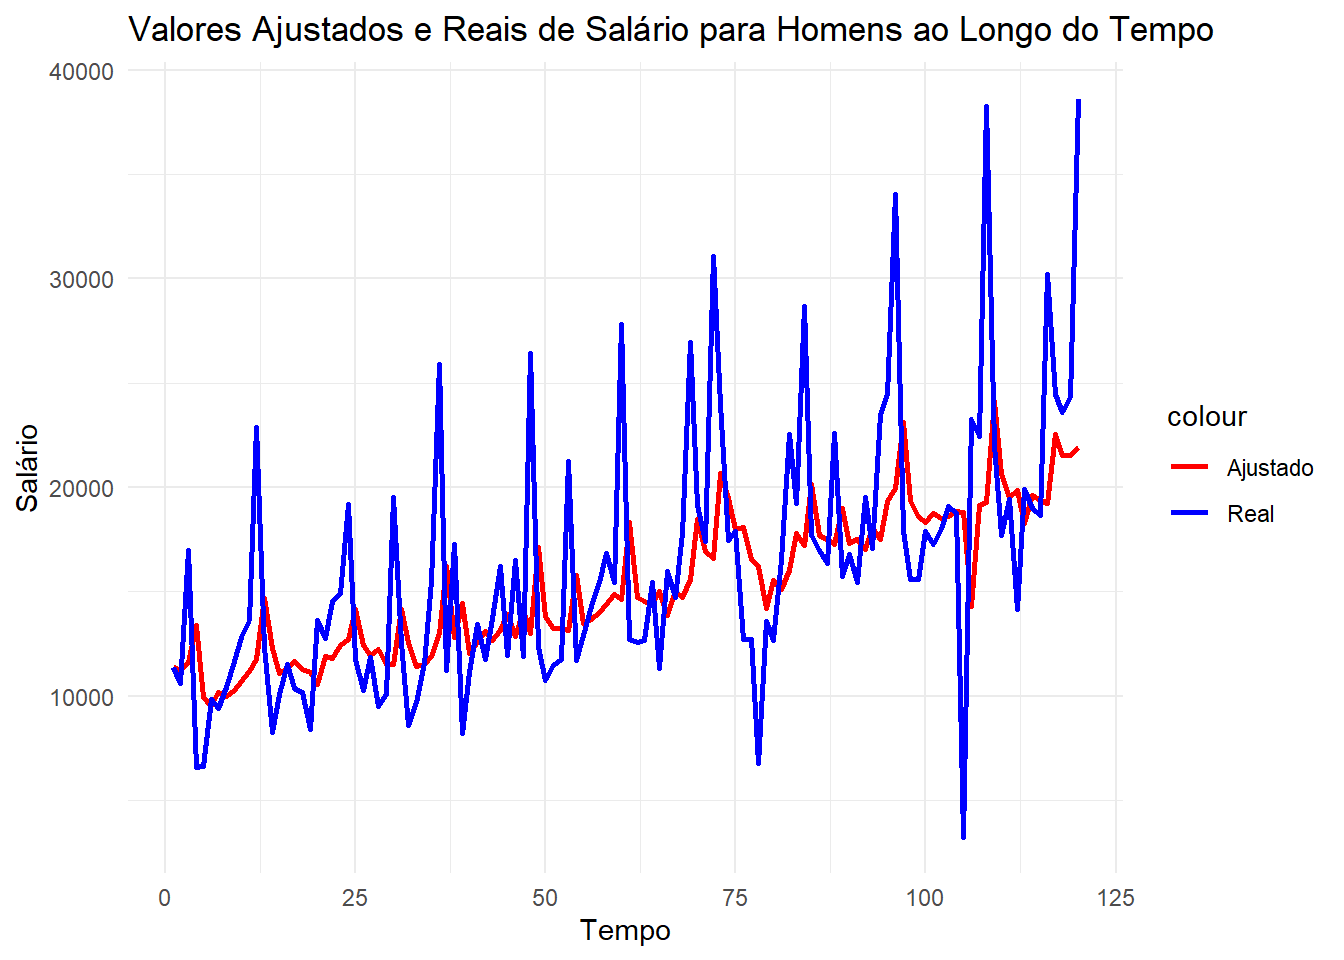 Valores Ajustados e Reais de Salário para Homens ao Longo do Tempo
40000
30000
20000
10000
Salário
0 25 50 75 100 125
Tempo
colour
Ajustado
Real